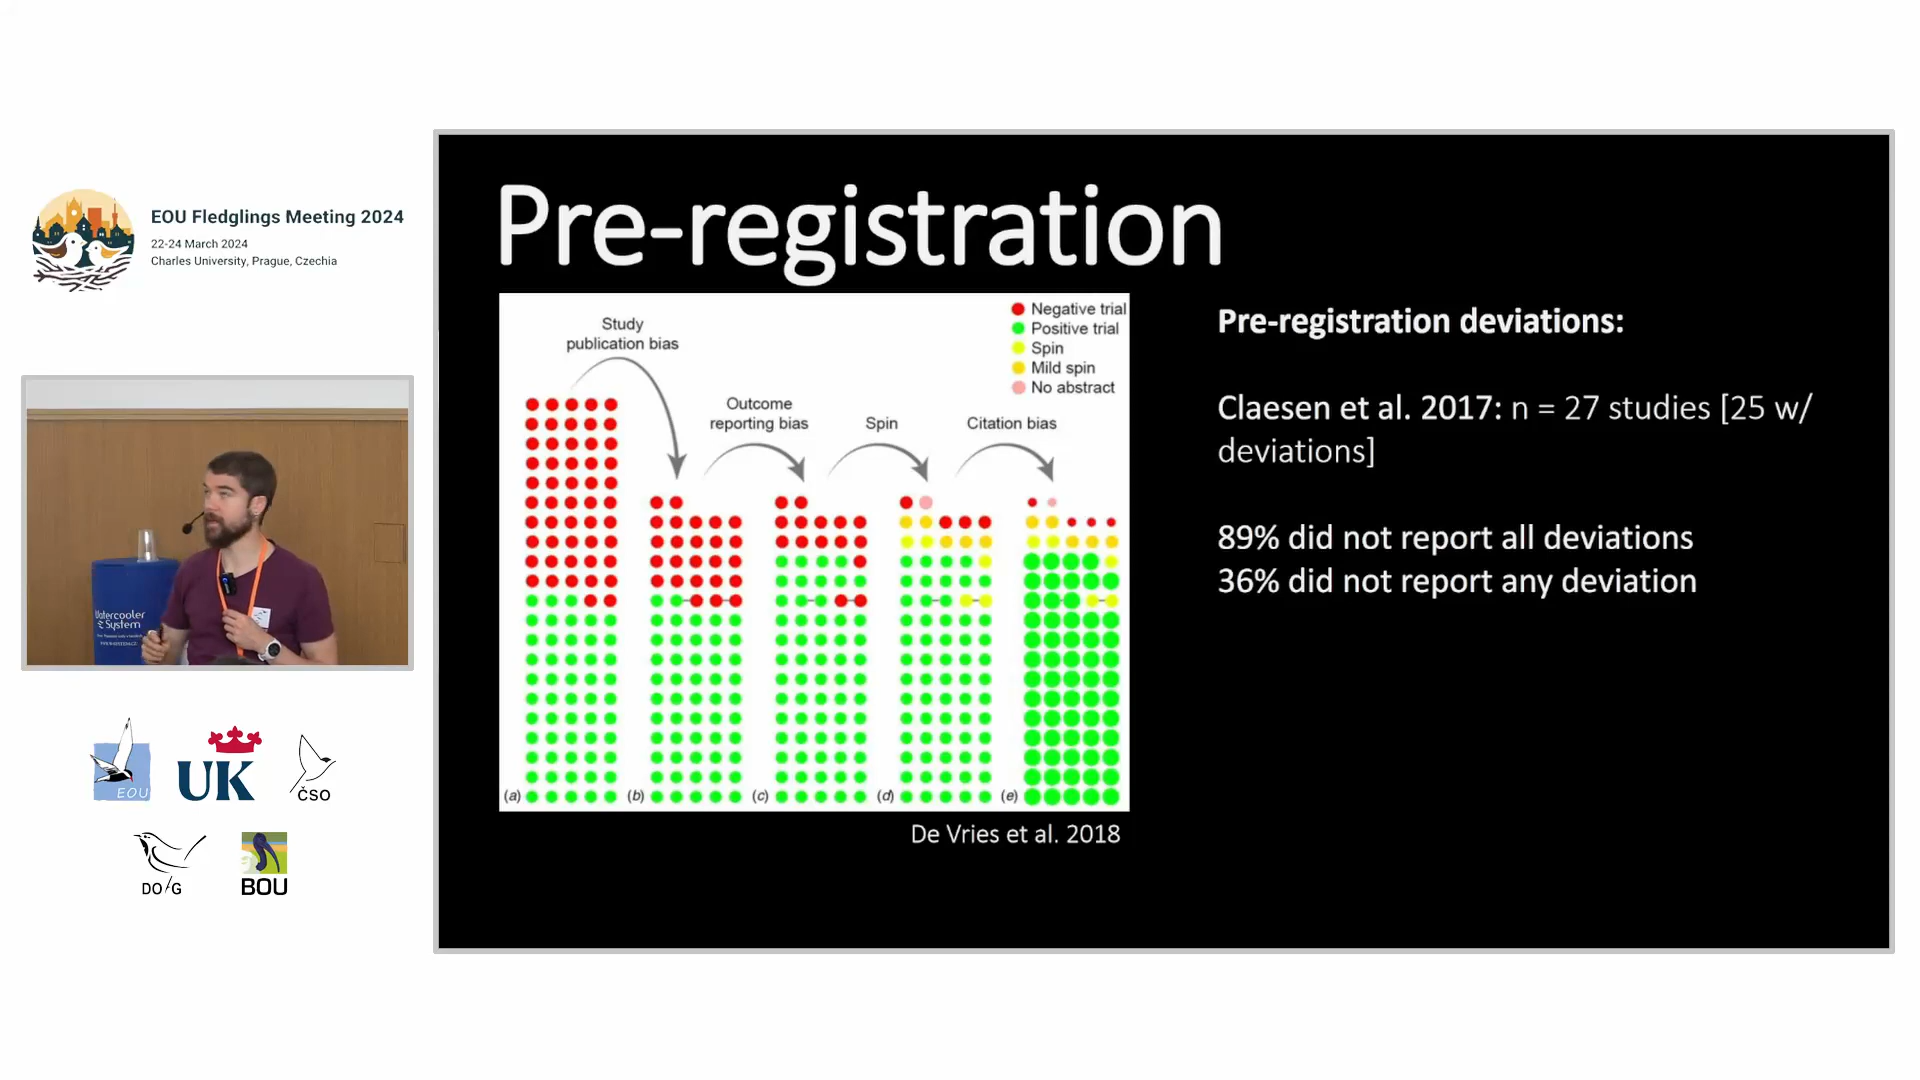 EOU Fledglings Meeting 2024
22-24 March 2024
Charles University, Prague, Czechia
Watercooler
System
EOU
UK
ČSO
DO/G
BOU
Pre-registration
Study
publication bias
Outcome
reporting bias
Spin
Citation bias
Negative trial
Positive trial
Spin
Mild spin
No abstract
(a)
(b)
(c)
(d)
(e)
De Vries et al. 2018
Pre-registration deviations:
Claesen et al. 2017: n = 27 studies [25 w/
deviations]
89% did not report all deviations
36% did not report any deviation